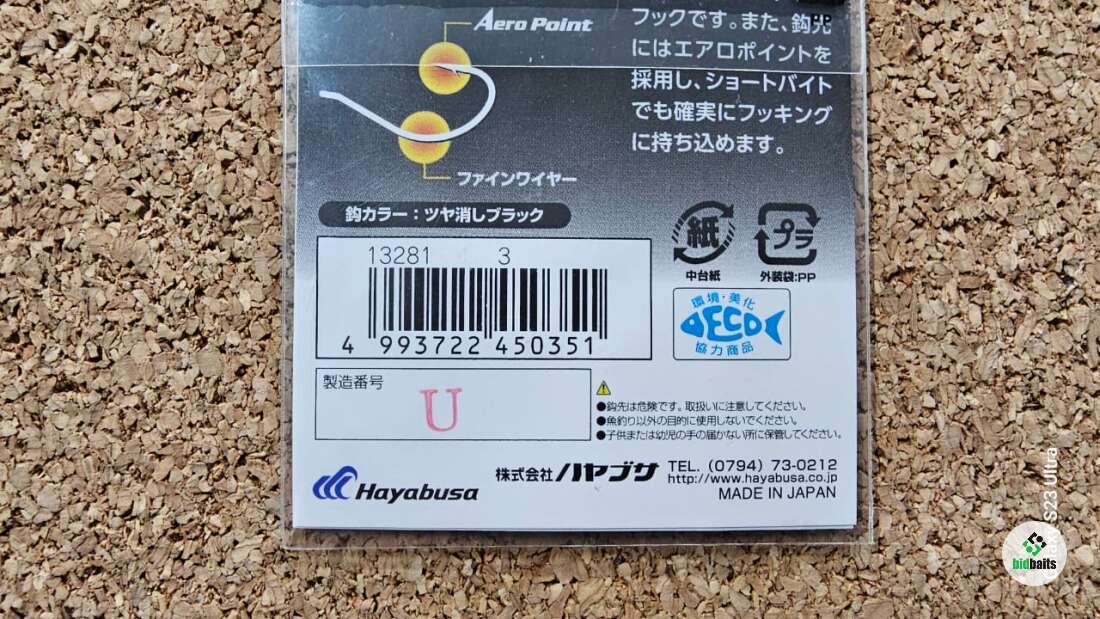 Aero Point
ファインワイヤー
フックです。また、鈎先
にはエアロポイントを
採用し、ショートバイト
でも確実にフッキング
に持ち込めます。
鈎カラー：ツヤ消しブラック
13281 3
4 993722 450351
紙
中台紙
プラ
外装袋:PP
環境・美化
ECO
協力商品
製造番号
U
●鈎先は危険です。取扱いに注意してください。
●魚釣り以外の目的に使用しないでください。
●子供または幼児の手の届かない所に保管してください。
Hayabusa
株式会社ハヤブサ TEL. (0794) 73-0212
http://www.hayabusa.co.jp
MADE IN JAPAN
S23 Ultra
bidbaits